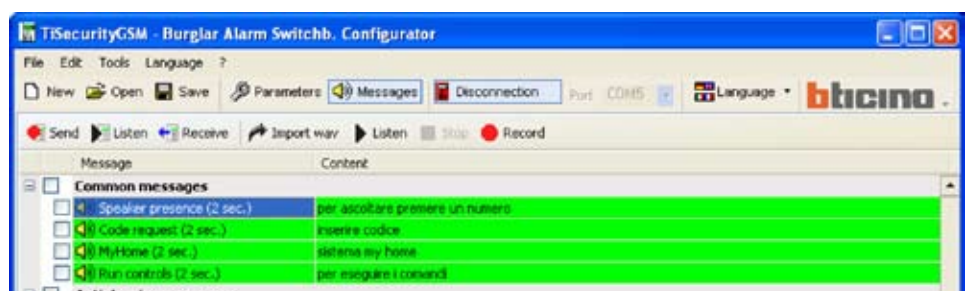 TiSecurityGSM - Burglar Alarm Switchb. Configurator
File Edit Tools Language ?
New Open Save Parameters Messages Disconnection Port COM5 Language bticino
Send Listen Receive Import wav Listen Stop Record
Message Content
Common messages
Speaker presence (2 sec.) per ascoltare premere un numero
Code request (2 sec.) inserire codice
MyHome (2 sec.) sistema my home
Run controls (2 sec.) per eseguire i comandi